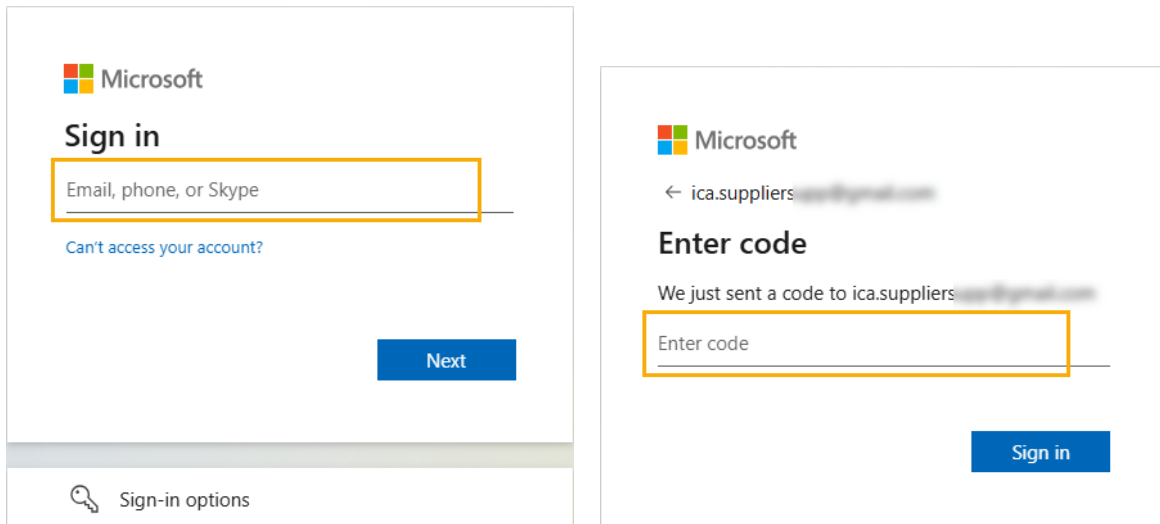 Microsoft
Sign in
Email, phone, or Skype
Can't access your account?
Next
Sign-in options
Microsoft
← ica.suppliers
Enter code
We just sent a code to ica.suppliers
Enter code
Sign in